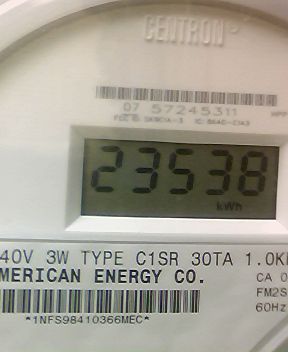 CENTRON
07 57245311
23538
kWh
40V 3W TYPE C1SR 30TA 1.0K
MERICAN ENERGY CO.
CA 0
FM2S
60Hz
*1NFS98410366MEC*